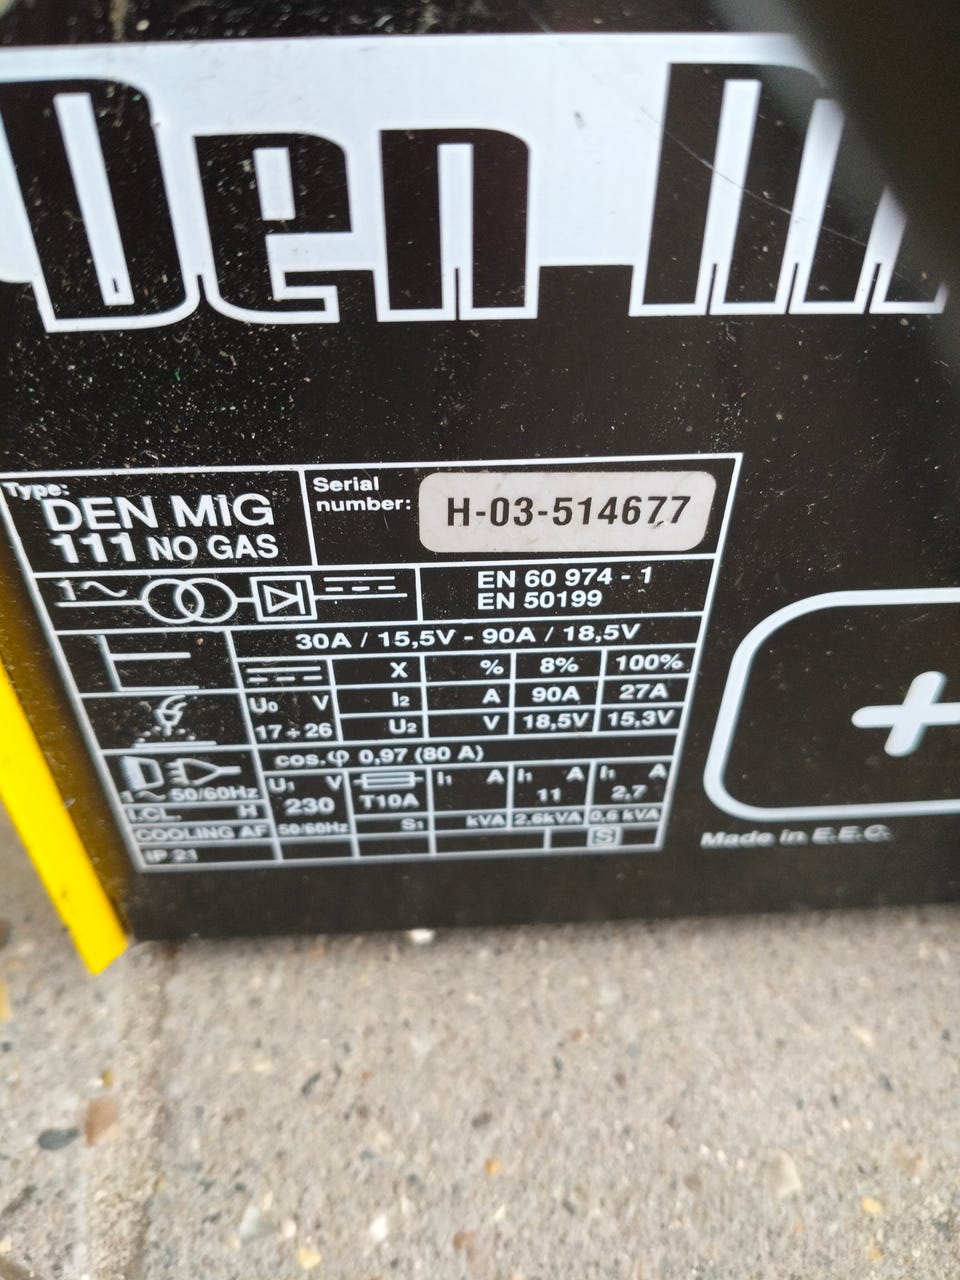 Den Mi
Type:
DEN MIG
111 NO GAS
Serial
number:
H-03-514677
1~
EN 60 974 - 1
EN 50199
30A / 15,5V - 90A / 18,5V
X % 8% 100%
U0 V I2 A 90A 27A
17÷26 U2 V 18,5V 15,3V
cos.φ 0,97 (80 A)
1~ 50/60Hz U1 V 230 T10A I1 A I1 A 11 I1 A 2,7
I.CL. H
COOLING AF 50/60Hz S1 kVA 2,6kVA 0,6 kVA
IP 21 S
+
Made in E.E.C.